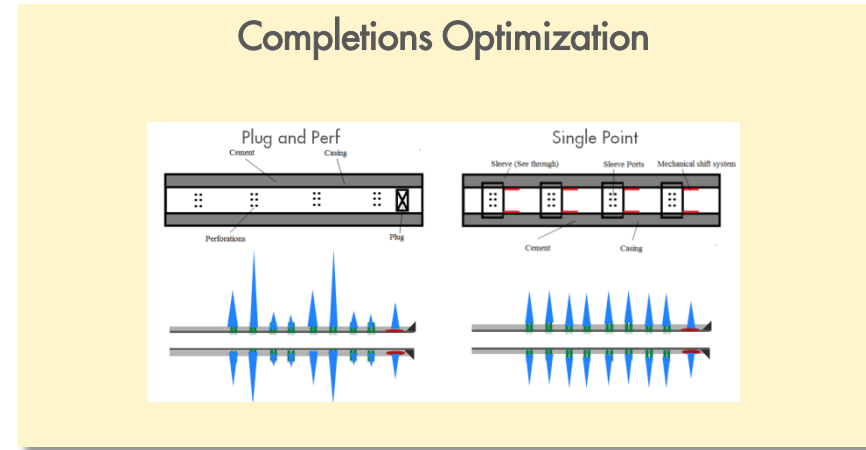 Completions Optimization
Plug and Perf
Cement
Casing
Perforations
Plug
Single Point
Sleeve (See through)
Sleeve Ports
Mechanical shift system
Cement
Casing